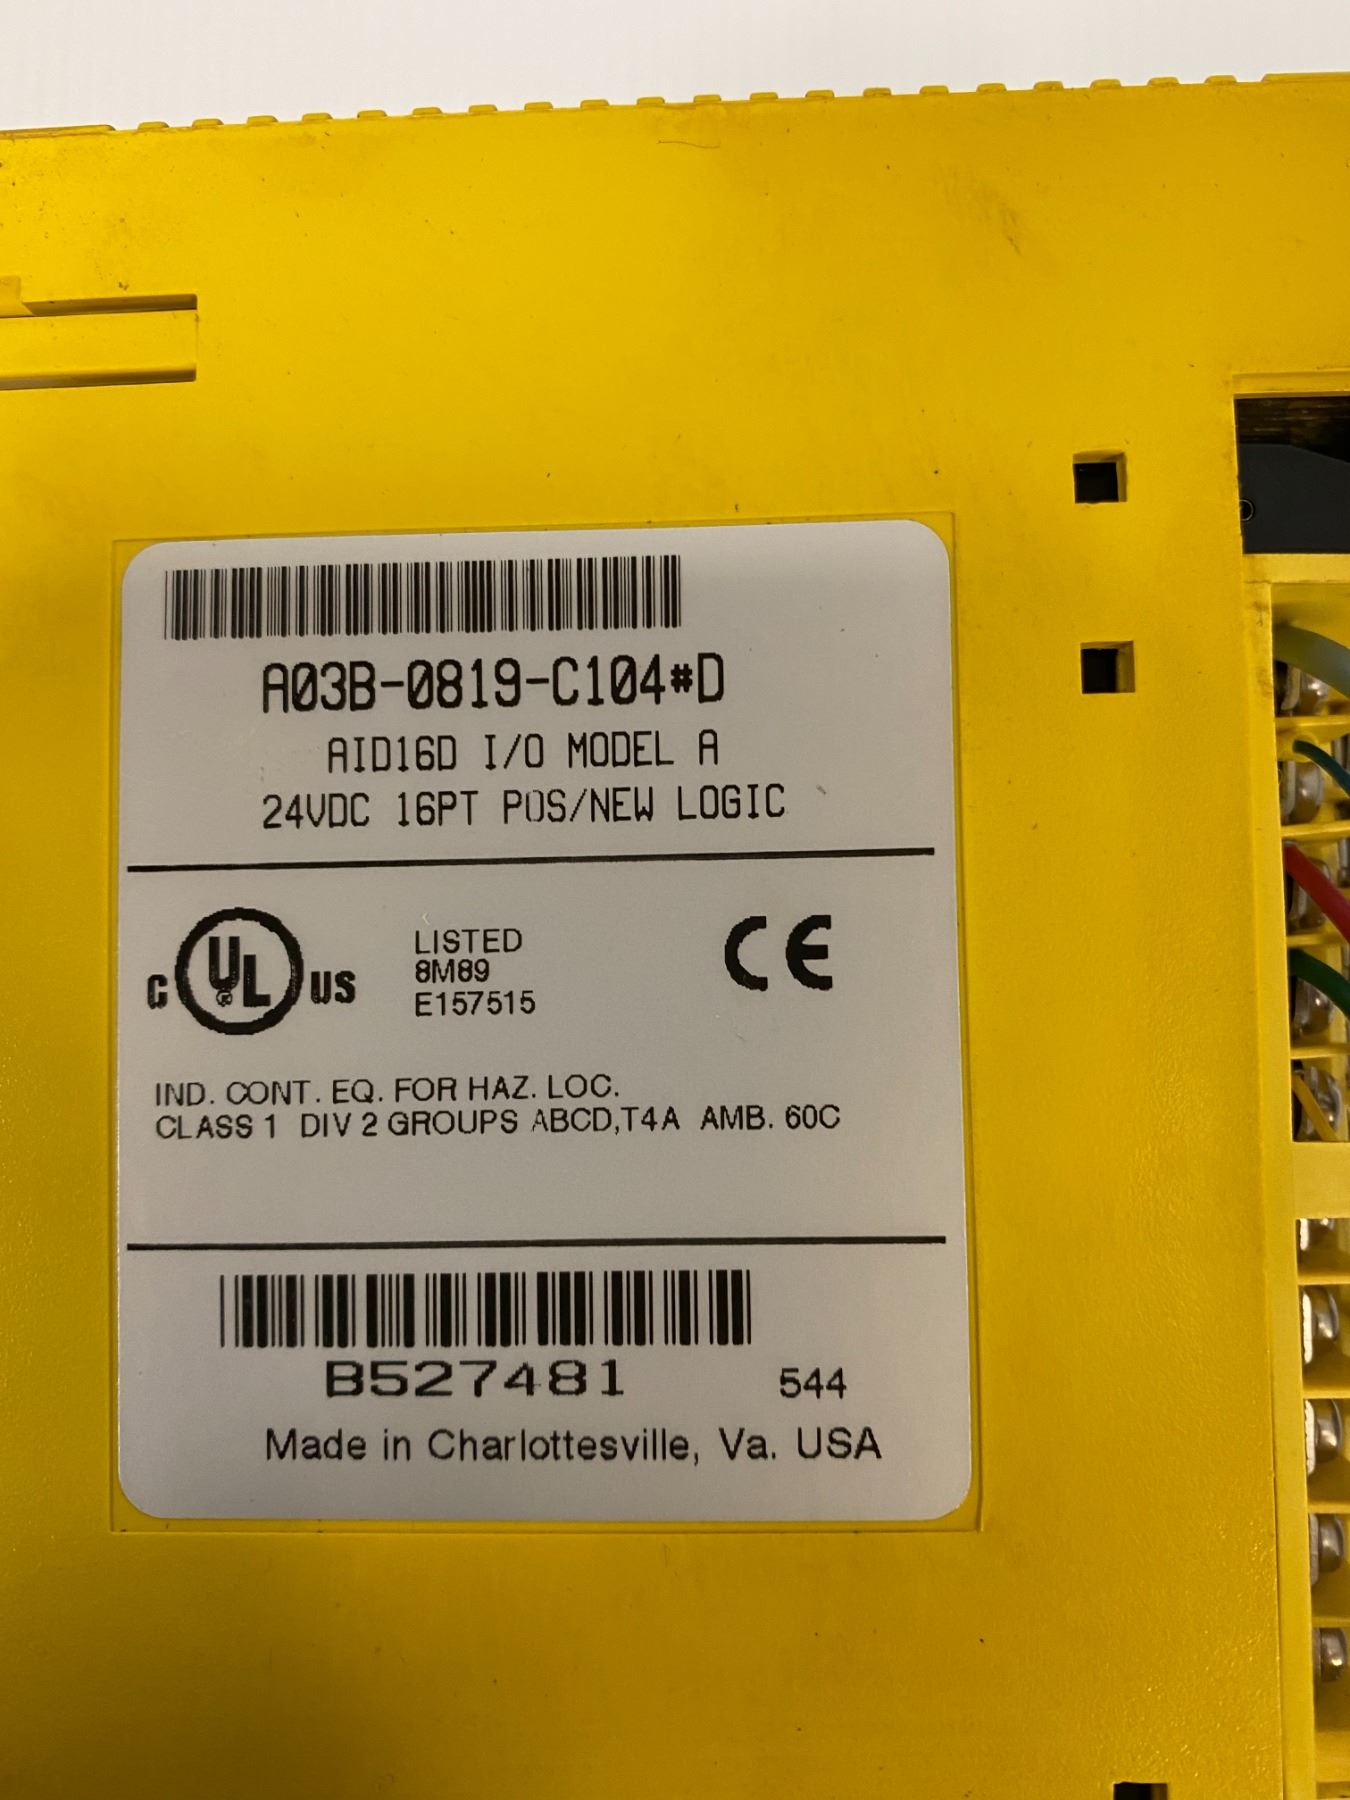 A03B-0819-C104*D
AID16D I/O MODEL A
24VDC 16PT POS/NEW LOGIC
C UL ® US
LISTED
8M89
E157515
CE
IND. CONT. EQ. FOR HAZ. LOC.
CLASS 1 DIV 2 GROUPS ABCD,T4A AMB. 60C
B527481 544
Made in Charlottesville, Va. USA